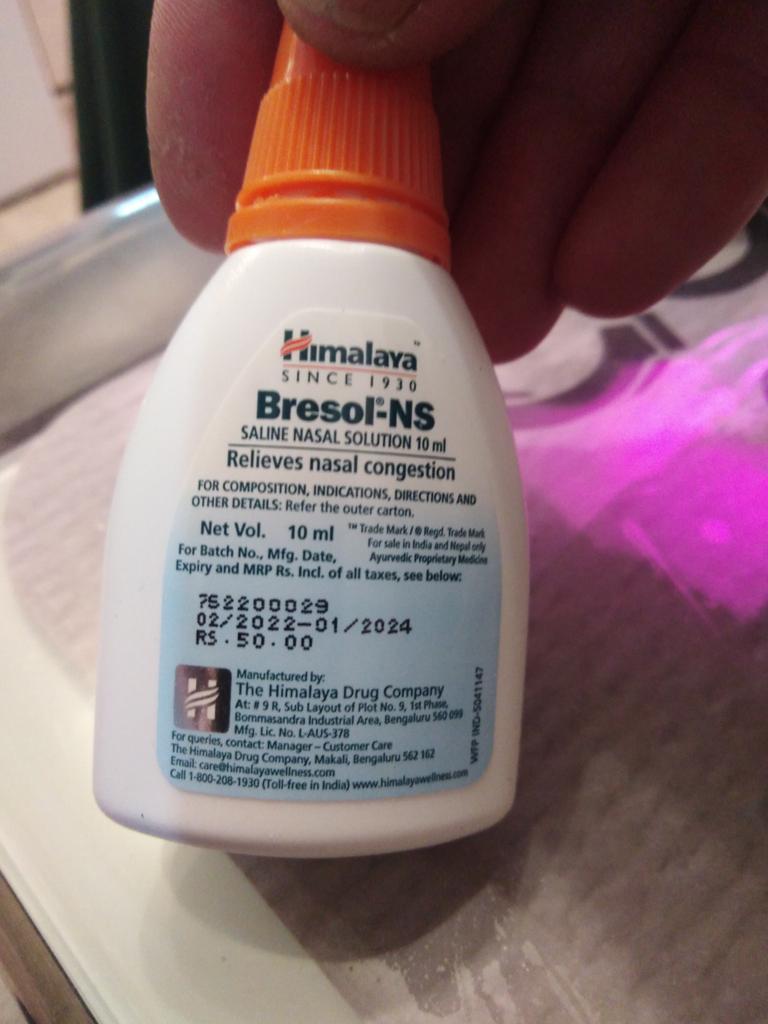 Himalaya™
SINCE 1930
Bresol®-NS
SALINE NASAL SOLUTION 10 ml
Relieves nasal congestion
FOR COMPOSITION, INDICATIONS, DIRECTIONS AND
OTHER DETAILS: Refer the outer carton.
Net Vol. 10 ml
™ Trade Mark / ® Regd. Trade Mark
For sale in India and Nepal only
Ayurvedic Proprietary Medicine
For Batch No., Mfg. Date,
Expiry and MRP Rs. Incl. of all taxes, see below:
752200029
02/2022-01/2024
RS.50.00
Manufactured by:
The Himalaya Drug Company
At: # 9 R, Sub Layout of Plot No. 9, 1st Phase,
Bommasandra Industrial Area, Bengaluru 560 099
Mfg. Lic. No. L-AUS-378
For queries, contact: Manager – Customer Care
The Himalaya Drug Company, Makali, Bengaluru 562 162
Email: care@himalayawellness.com
Call 1-800-208-1930 (Toll-free in India) www.himalayawellness.com
WFP IND-5041147